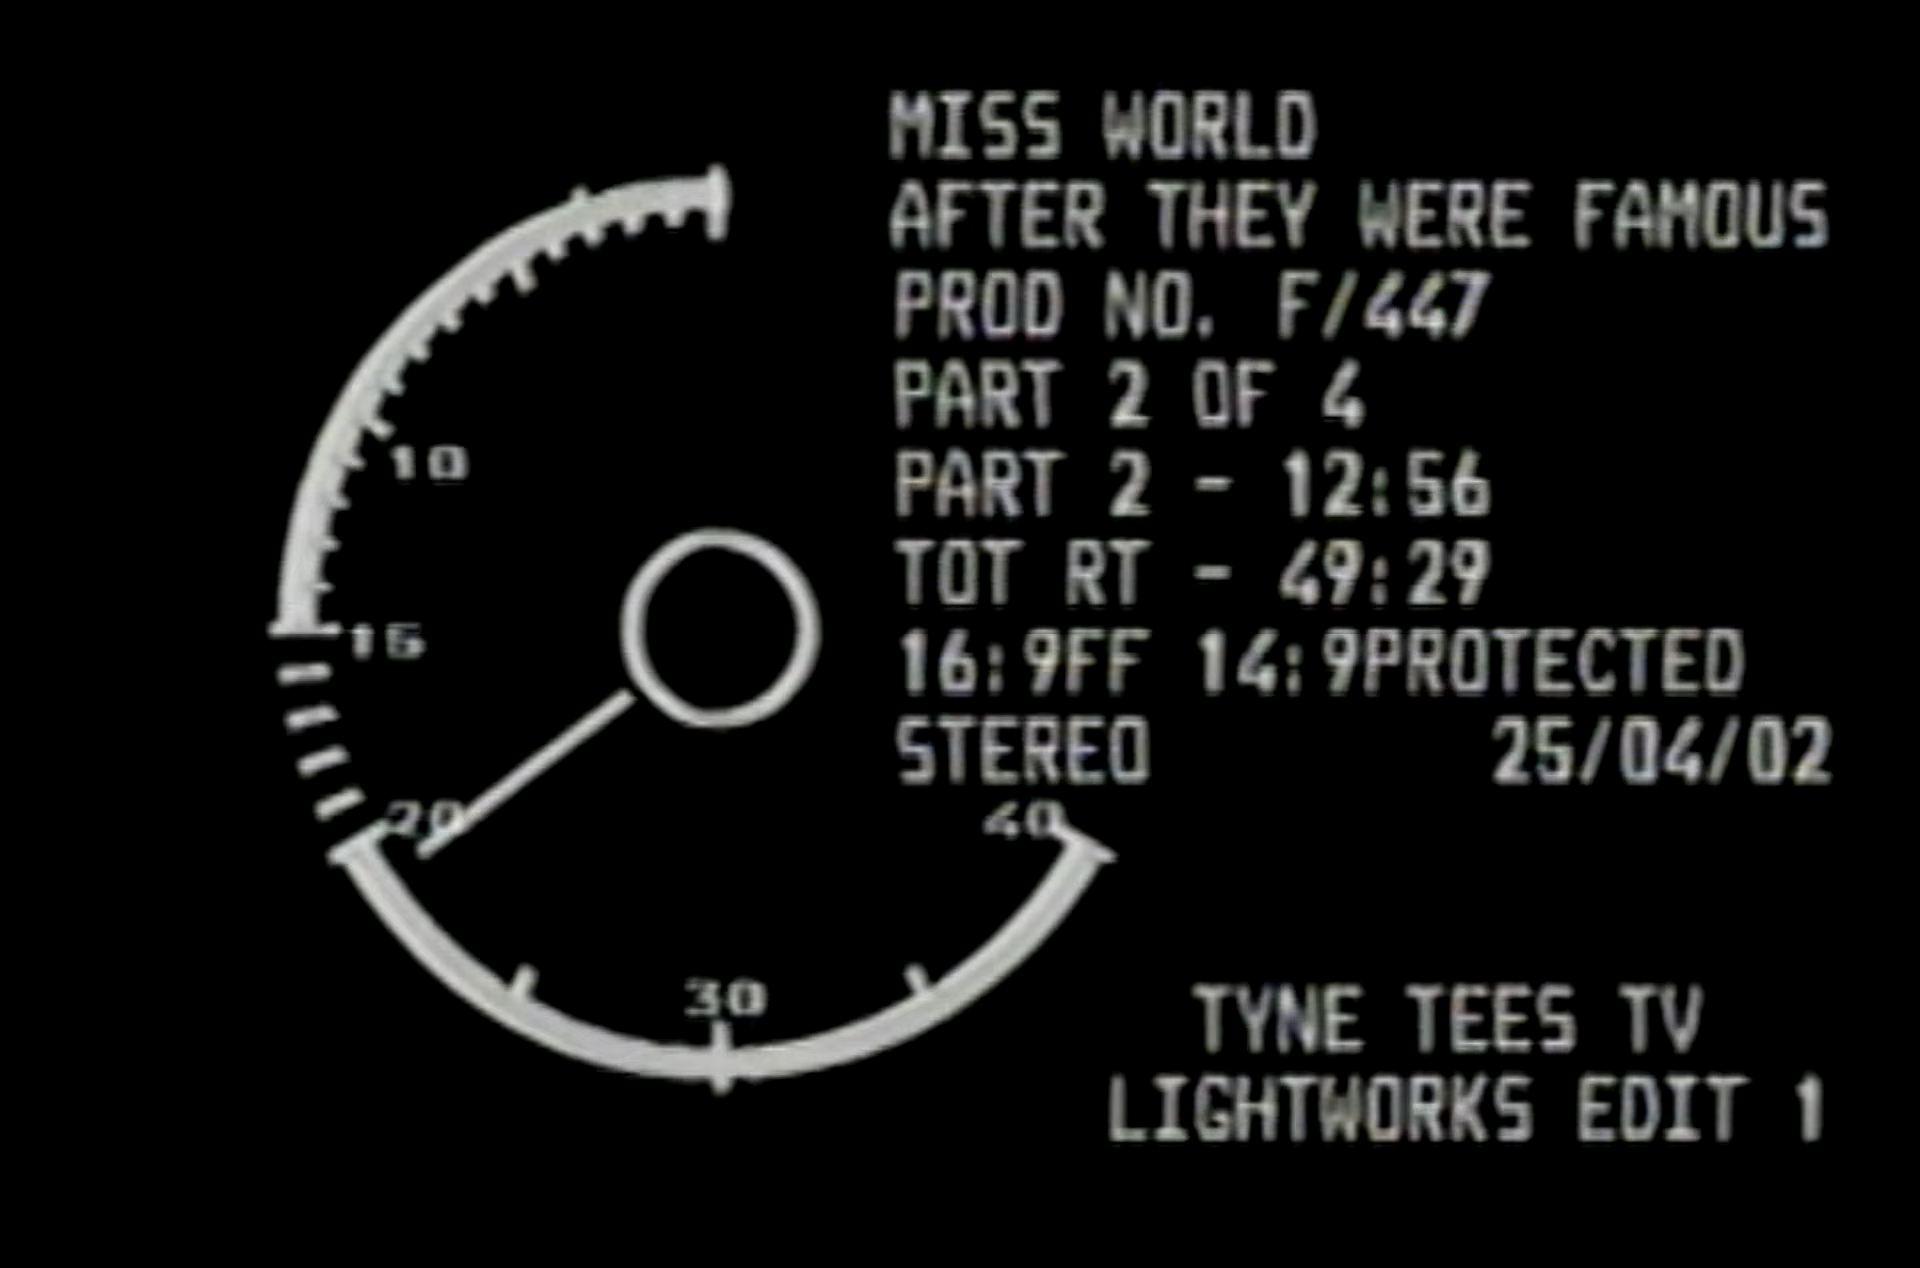 MISS WORLD
AFTER THEY WERE FAMOUS
PROD NO. F/447
PART 2 OF 4
PART 2 - 12:56
TOT RT - 49:29
16:9FF 14:9PROTECTED
STEREO 25/04/02
10
15
20
40
30
TYNE TEES TV
LIGHTWORKS EDIT 1